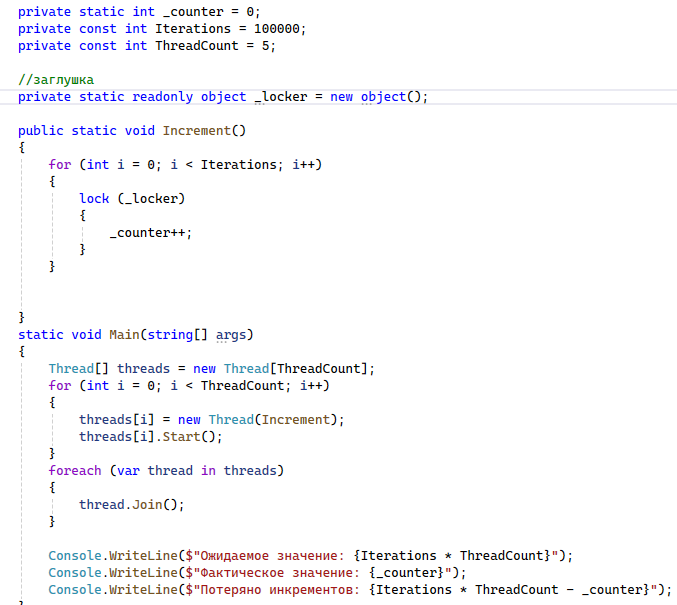 private static int _counter = 0;
private const int Iterations = 100000;
private const int ThreadCount = 5;
//заглушка
private static readonly object _locker = new object();
public static void Increment()
{
for (int i = 0; i < Iterations; i++)
{
lock (_locker)
{
_counter++;
}
}
}
static void Main(string[] args)
{
Thread[] threads = new Thread[ThreadCount];
for (int i = 0; i < ThreadCount; i++)
{
threads[i] = new Thread(Increment);
threads[i].Start();
}
foreach (var thread in threads)
{
thread.Join();
}
Console.WriteLine($"Ожидаемое значение: {Iterations * ThreadCount}");
Console.WriteLine($"Фактическое значение: {_counter}");
Console.WriteLine($"Потеряно инкрементов: {Iterations * ThreadCount - _counter}");
}